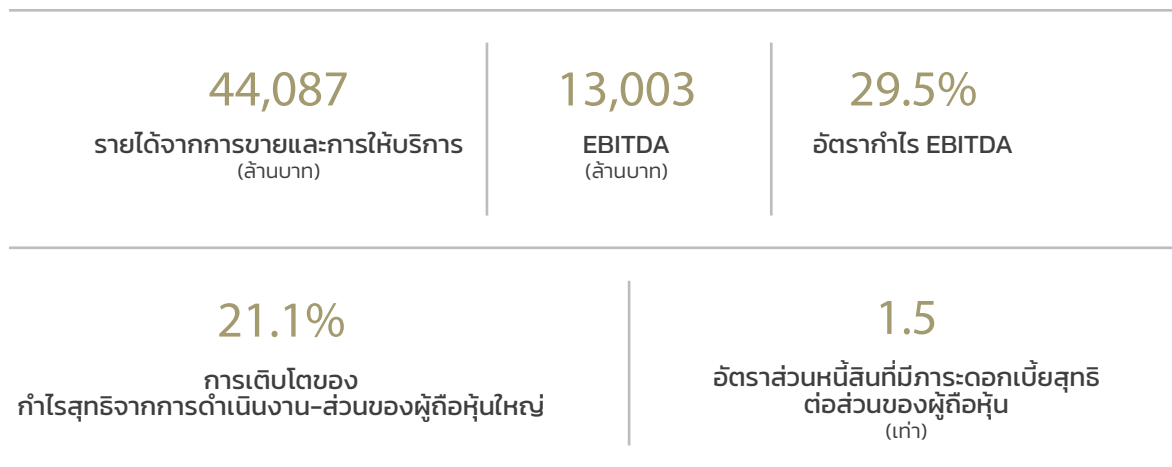 44,087
รายได้จากการขายและการให้บริการ
(ล้านบาท)
13,003
EBITDA
(ล้านบาท)
29.5%
อัตรากำไร EBITDA
21.1%
การเติบโตของ
กำไรสุทธิจากการดำเนินงาน-ส่วนของผู้ถือหุ้นใหญ่
1.5
อัตราส่วนหนี้สินที่มีภาระดอกเบี้ยสุทธิ
ต่อส่วนของผู้ถือหุ้น
(เท่า)